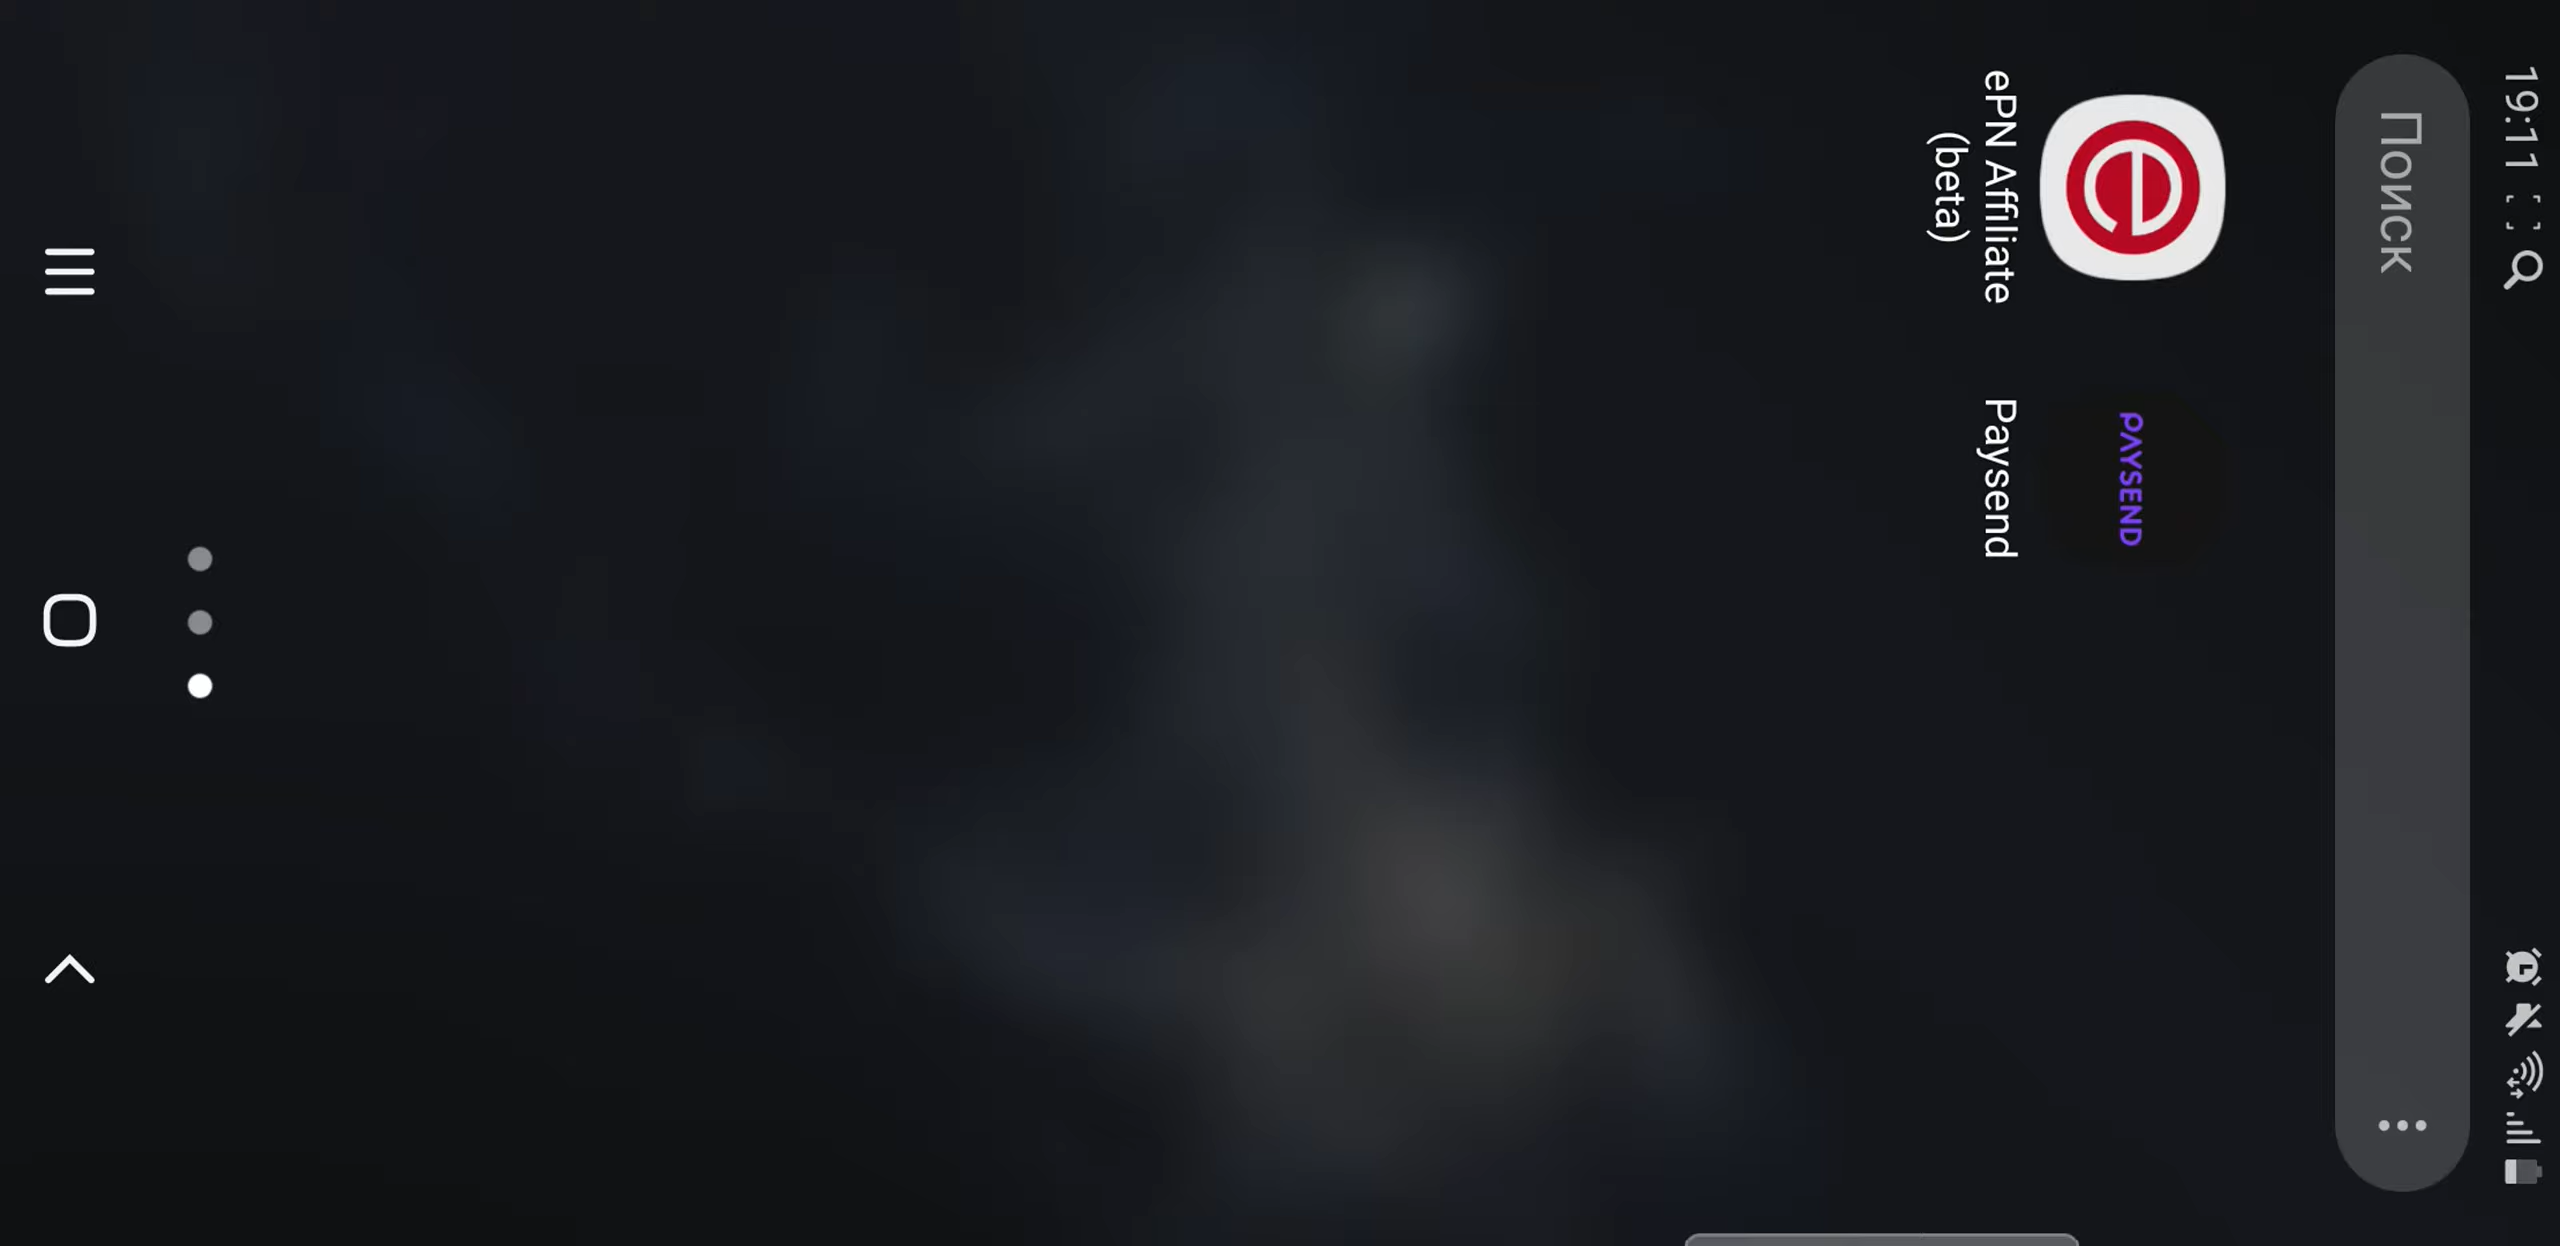 19:11
Поиск
PAYSEND
ePN Affiliate
(beta)
Paysend